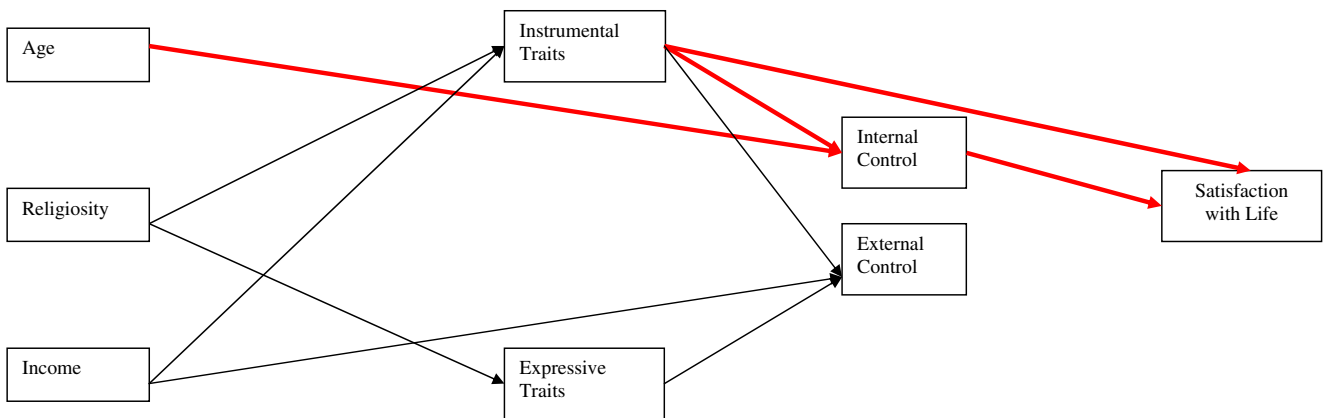 Age
Instrumental
Traits
Internal
Control
Religiosity
Satisfaction
with Life
External
Control
Income
Expressive
Traits